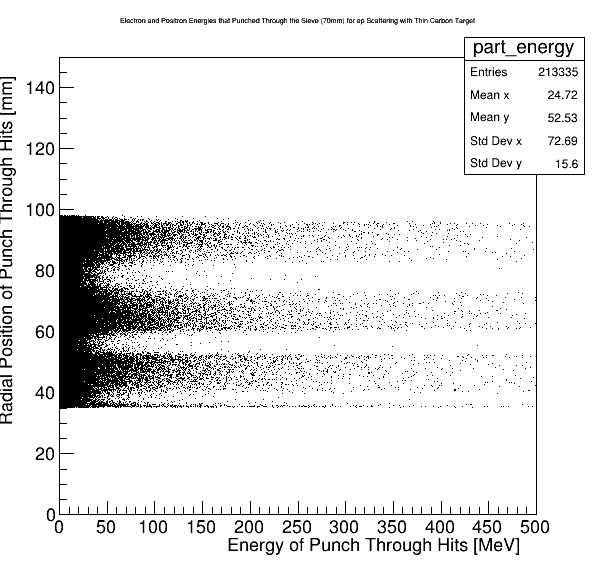 Electron and Positron Energies that Punched Through the Sieve (70mm) for ep Scattering with Thin Carbon Target
part_energy
Entries 213335
Mean x 24.72
Mean y 52.53
Std Dev x 72.69
Std Dev y 15.6
Radial Position of Punch Through Hits [mm]
140
120
100
80
60
40
20
0
0 50 100 150 200 250 300 350 400 450 500
Energy of Punch Through Hits [MeV]